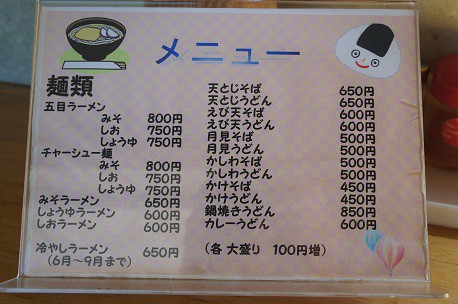 メニュー
麺類
五目ラーメン
みそ 800円
しお 750円
しょうゆ 750円
チャーシュー麺
みそ 800円
しお 750円
しょうゆ 750円
みそラーメン 650円
しょうゆラーメン 600円
しおラーメン 600円
冷やしラーメン 650円
(6月～9月まで)
天とじそば 650円
天とじうどん 650円
えび天そば 600円
えび天うどん 600円
月見そば 500円
月見うどん 500円
かしわそば 500円
かしわうどん 500円
かけそば 450円
かけうどん 450円
鍋焼きうどん 850円
カレーうどん 600円
(各 大盛り 100円増)